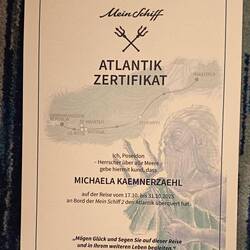 Mein Schiff
ATLANTIK
ZERTIFIKAT
Ich, Poseidon
- Herrscher über alle Meere -
gebe hiermit kund, dass
MICHAELA KAEMNERZAEHL
auf der Reise vom 17.10. bis 31.10.2025
an Bord der Mein Schiff 2 den Atlantik überquert hat.
„Mögen Glück und Segen Sie auf dieser Reise
und in Ihrem weiteren Leben begleiten."